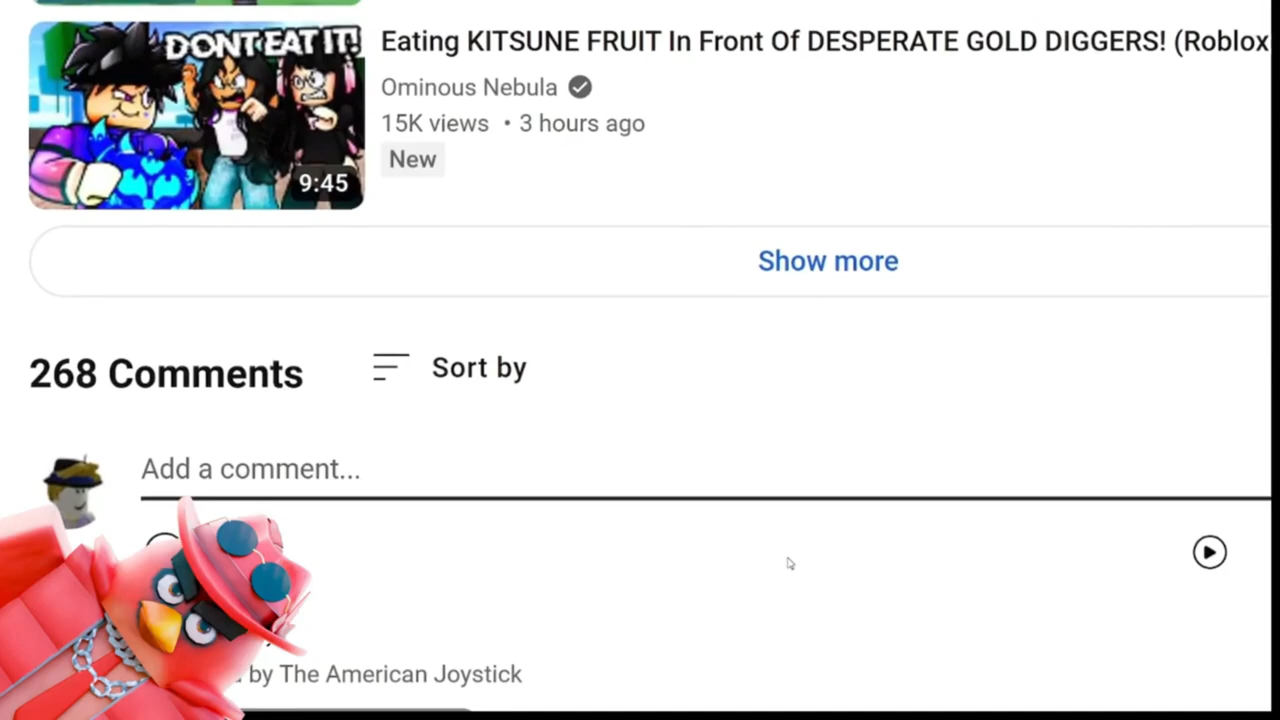 DONT EAT IT!
9:45
Eating KITSUNE FRUIT In Front Of DESPERATE GOLD DIGGERS! (Roblox
Ominous Nebula
15K views • 3 hours ago
New
Show more
268 Comments
Sort by
Add a comment...
by The American Joystick